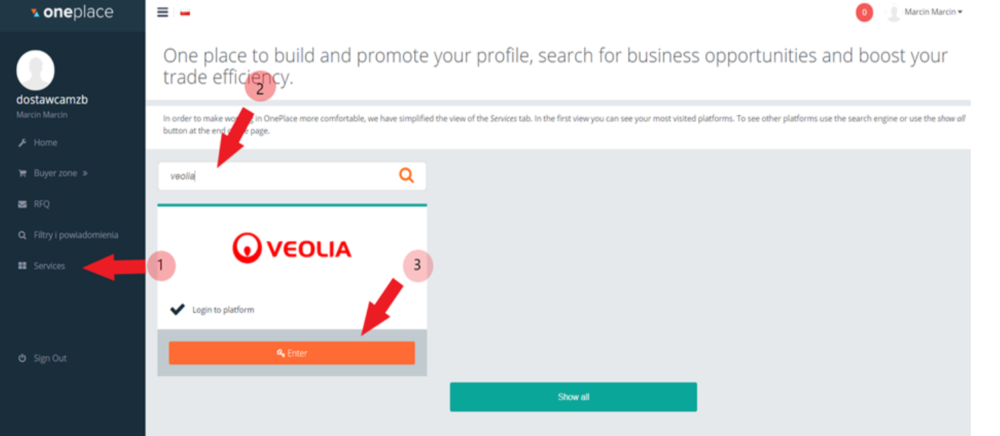 oneplace
0
Marcin Marcin
dostawcamzb
Marcin Marcin
Home
Buyer zone »
RFQ
Filtry i powiadomienia
Services
Sign Out
One place to build and promote your profile, search for business opportunities and boost your
trade efficiency.
2
In order to make working in OnePlace more comfortable, we have simplified the view of the Services tab. In the first view you can see your most visited platforms. To see other platforms use the search engine or use the show all
button at the end page.
veolia
VEOLIA
1
3
Login to platform
Enter
Show all